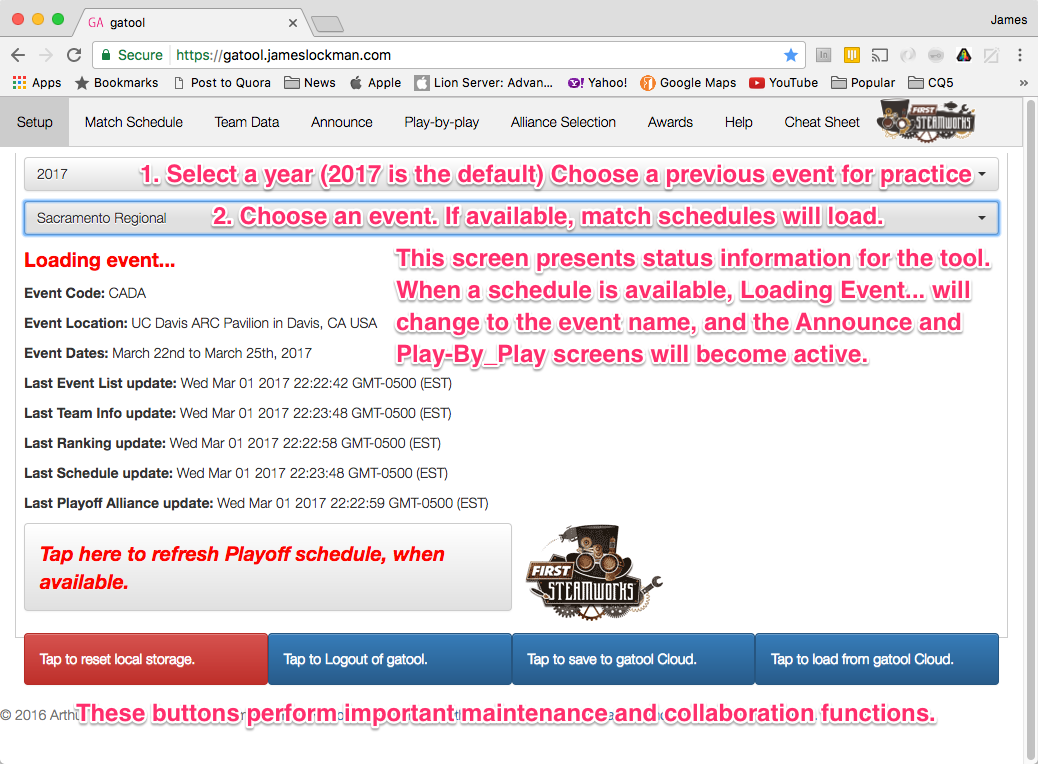 GA gatool
James
Secure https://gatool.jameslockman.com
Apps Bookmarks Post to Quora News Apple Lion Server: Advan... Yahoo! Google Maps YouTube Popular CQ5 »
Setup Match Schedule Team Data Announce Play-by-play Alliance Selection Awards Help Cheat Sheet FIRST STEAMWORKS
2017 1. Select a year (2017 is the default) Choose a previous event for practice
Sacramento Regional 2. Choose an event. If available, match schedules will load.
Loading event...
This screen presents status information for the tool.
When a schedule is available, Loading Event... will
change to the event name, and the Announce and
Play-By_Play screens will become active.
Event Code: CADA
Event Location: UC Davis ARC Pavilion in Davis, CA USA
Event Dates: March 22nd to March 25th, 2017
Last Event List update: Wed Mar 01 2017 22:22:42 GMT-0500 (EST)
Last Team Info update: Wed Mar 01 2017 22:23:48 GMT-0500 (EST)
Last Ranking update: Wed Mar 01 2017 22:22:58 GMT-0500 (EST)
Last Schedule update: Wed Mar 01 2017 22:23:48 GMT-0500 (EST)
Last Playoff Alliance update: Wed Mar 01 2017 22:22:59 GMT-0500 (EST)
Tap here to refresh Playoff schedule, when
available.
FIRST
STEAMWORKS
Tap to reset local storage. Tap to Logout of gatool. Tap to save to gatool Cloud. Tap to load from gatool Cloud.
© 2016
These buttons perform important maintenance and collaboration functions.